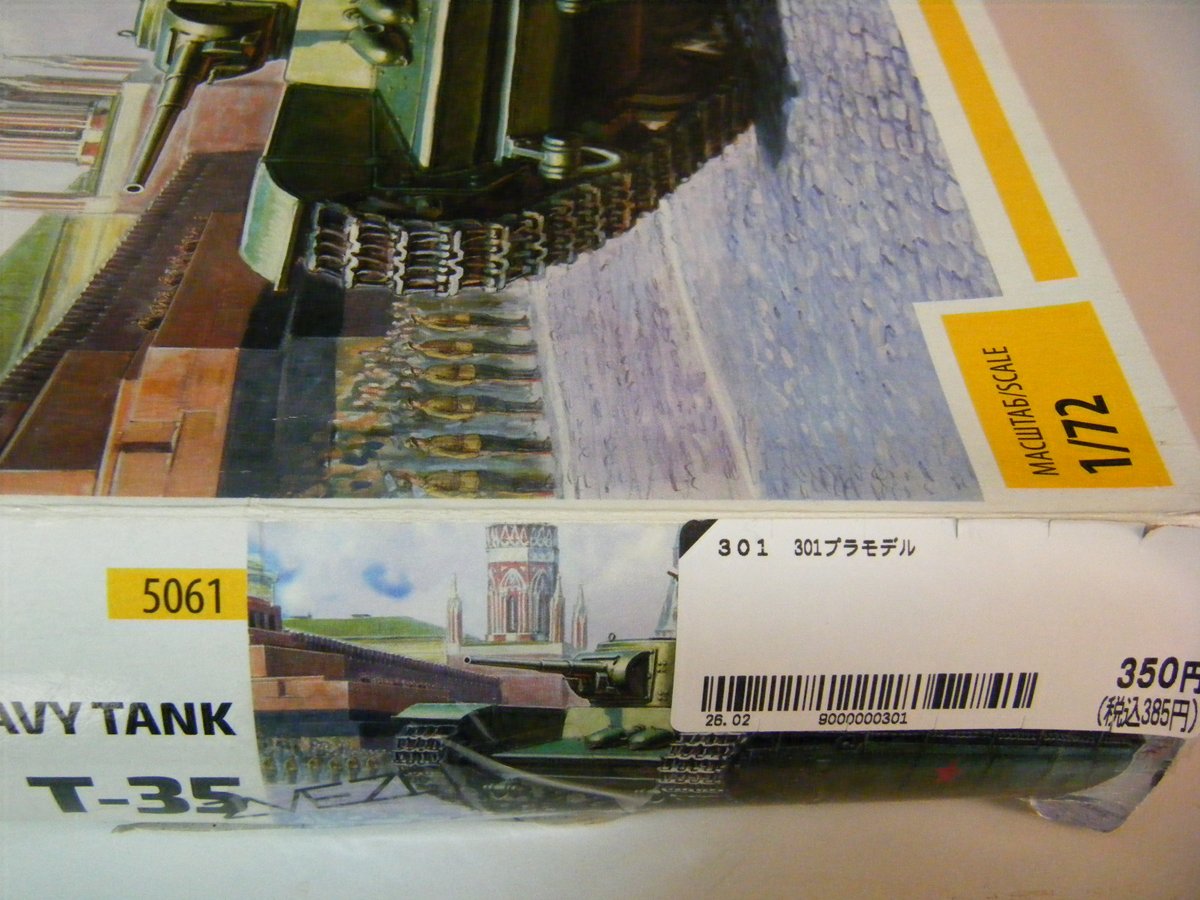 МАСШТАБ/SCALE
1/72
5061
AVY TANK
T-35
301 301プラモデル
26.02 9000000301
350円
(税込385円)